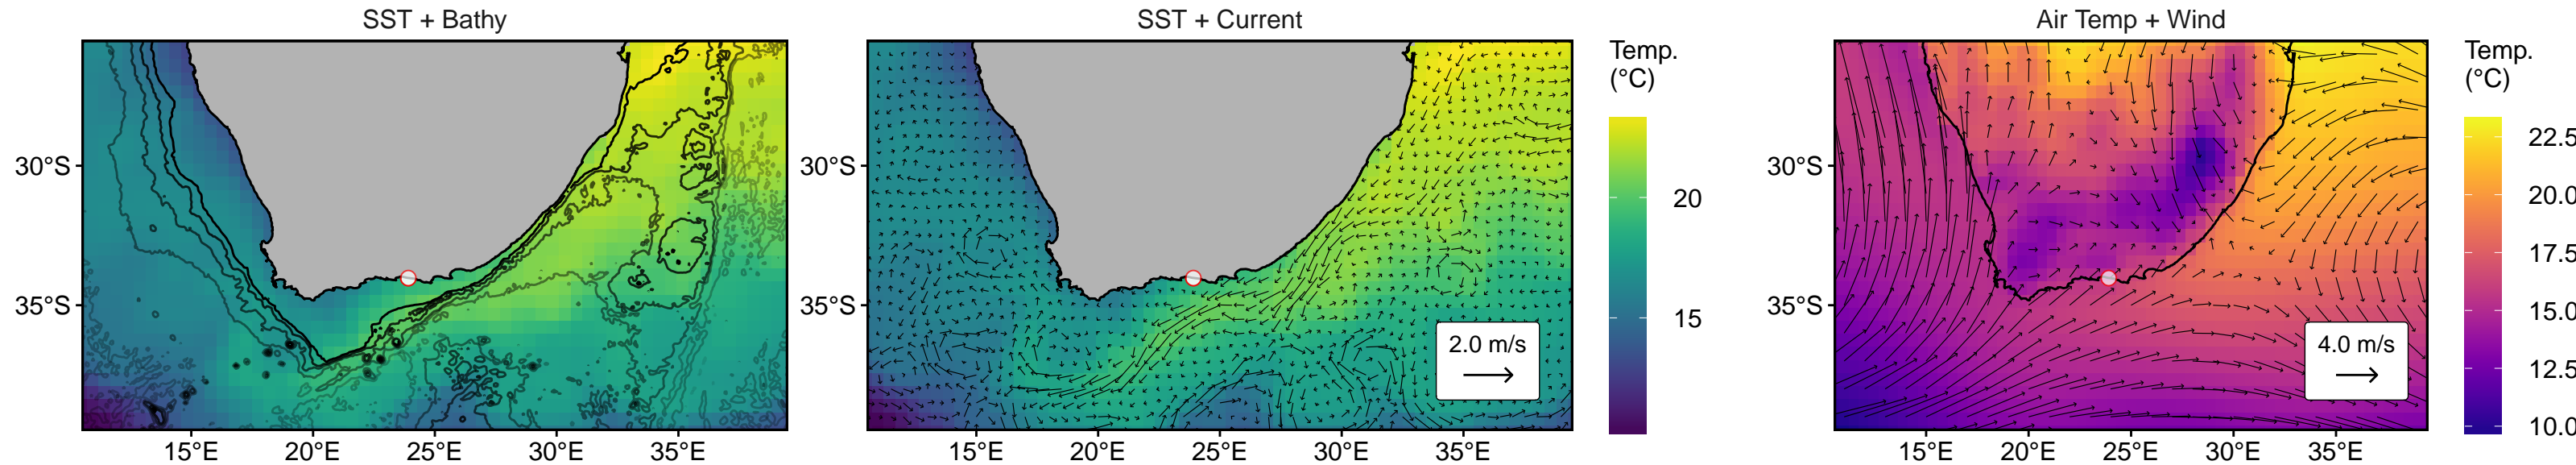 SST + Bathy
30°S
35°S
15°E 20°E 25°E 30°E 35°E
SST + Current
30°S
35°S
15°E 20°E 25°E 30°E 35°E
2.0 m/s
Temp.
(°C)
20
15
Air Temp + Wind
30°S
35°S
15°E 20°E 25°E 30°E 35°E
4.0 m/s
Temp.
(°C)
22.5
20.0
17.5
15.0
12.5
10.0